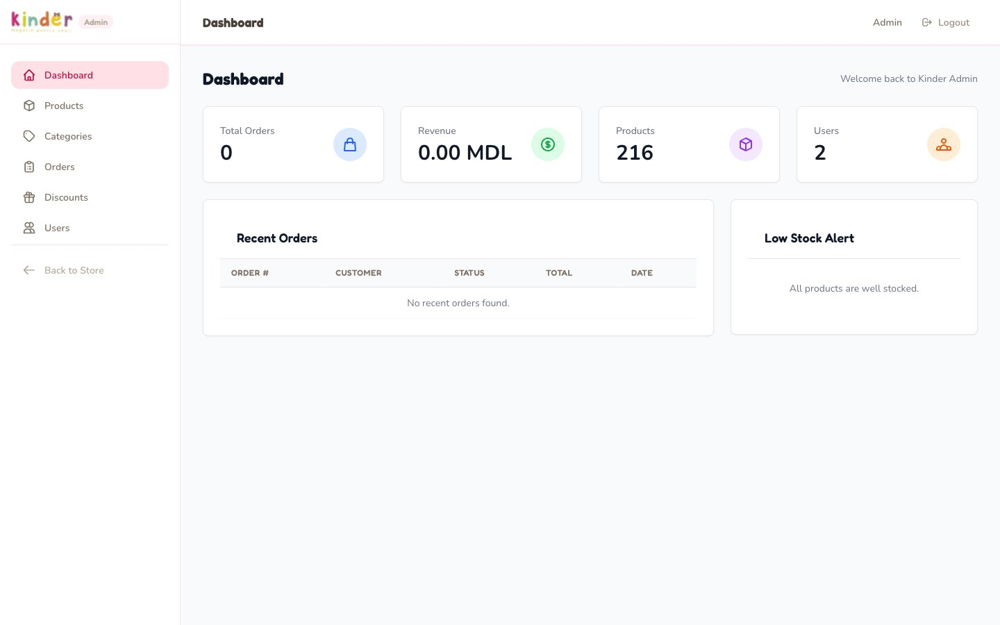 kinder
Magazin pentru copii
Admin
Dashboard
Products
Categories
Orders
Discounts
Users
Back to Store
Dashboard
Admin
Logout
Dashboard
Welcome back to Kinder Admin
Total Orders
0
Revenue
0.00 MDL
Products
216
Users
2
Recent Orders
ORDER # CUSTOMER STATUS TOTAL DATE
No recent orders found.
Low Stock Alert
All products are well stocked.